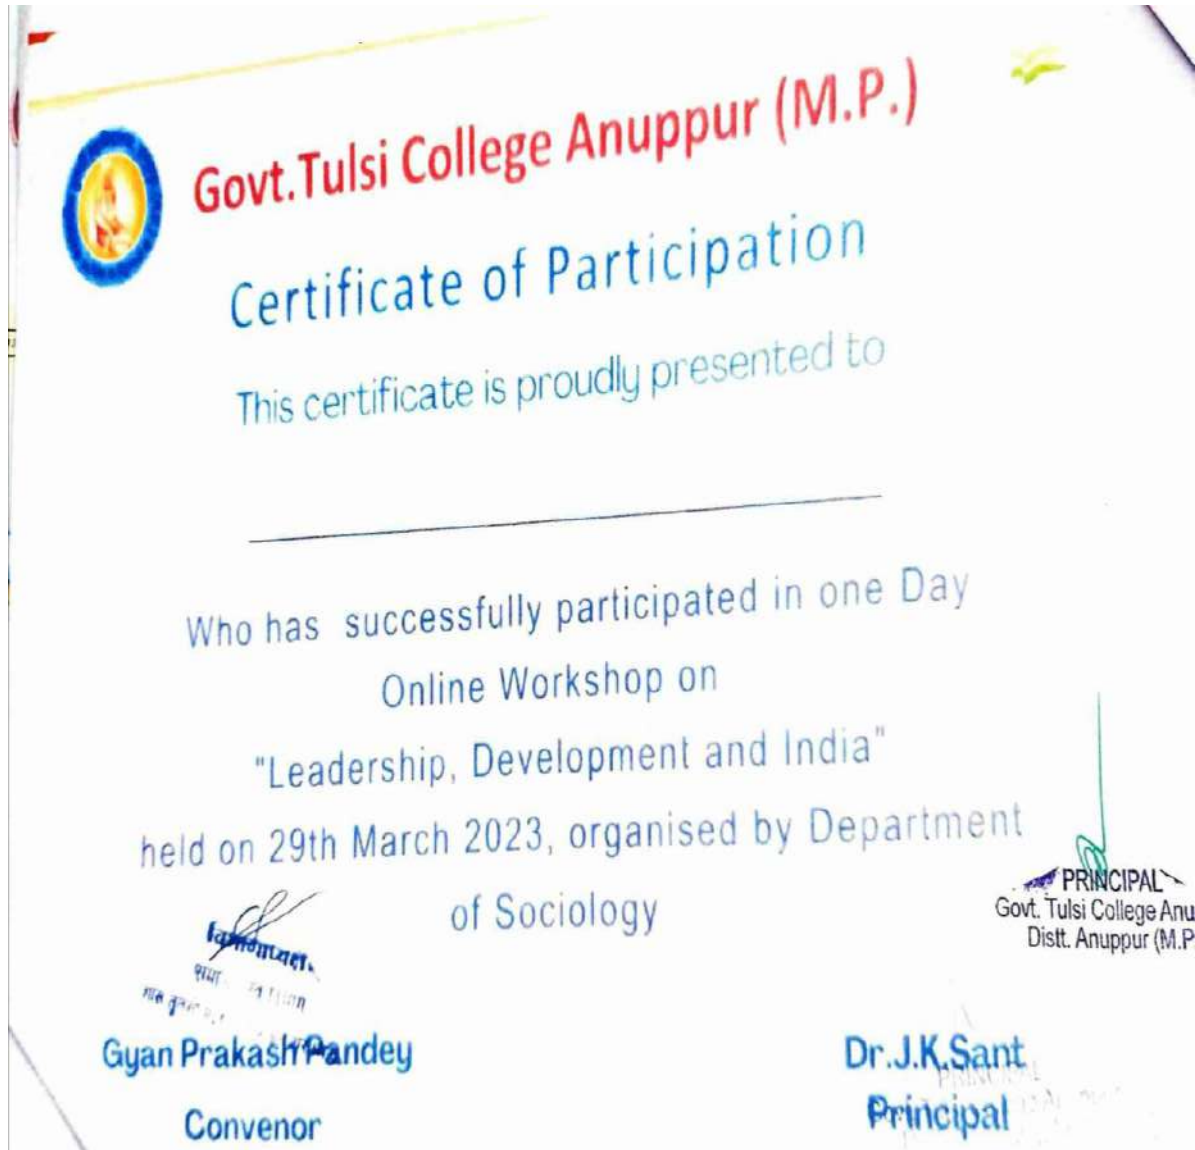 Govt.Tulsi College Anuppur (M.P.)
Certificate of Participation
This certificate is proudly presented to
Who has successfully participated in one Day
Online Workshop on
"Leadership, Development and India"
held on 29th March 2023, organised by Department
of Sociology
PRINCIPAL
Govt. Tulsi College Anu
Distt. Anuppur (M.P
विभागाध्यक्ष
Gyan Prakash Pandey
Convenor
Dr.J.K.Sant
Principal